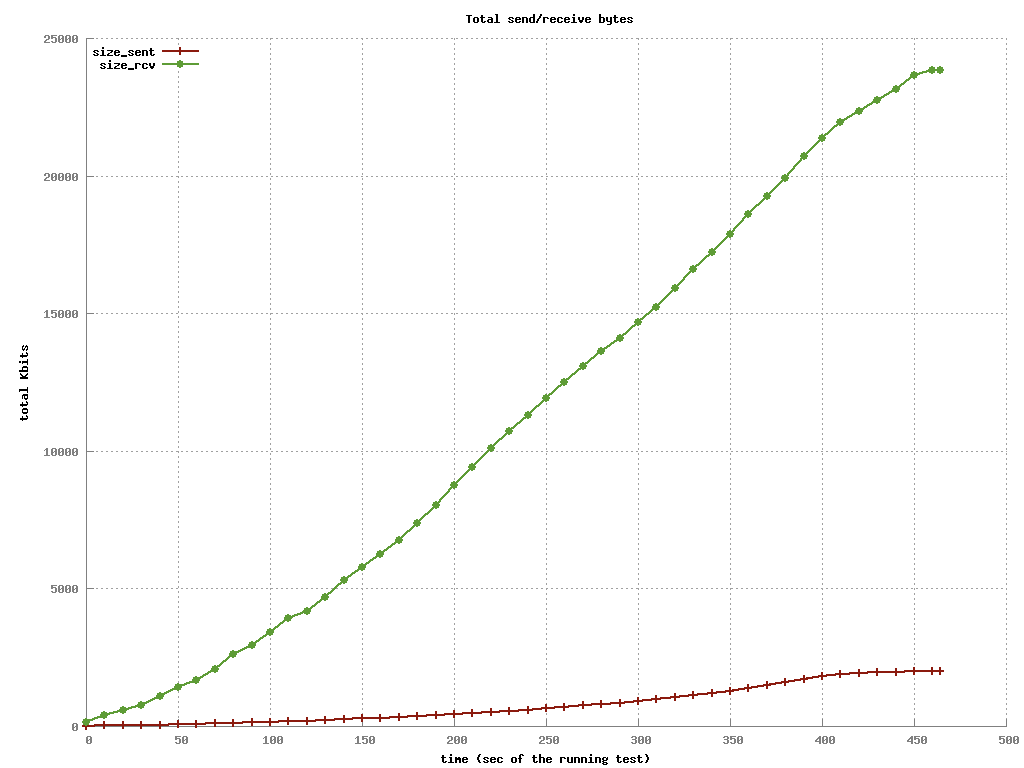 Total send/receive bytes
25000
size_sent
size_rcv
20000
15000
total Kbits
10000
5000
0
0 50 100 150 200 250 300 350 400 450 500
time (sec of the running test)